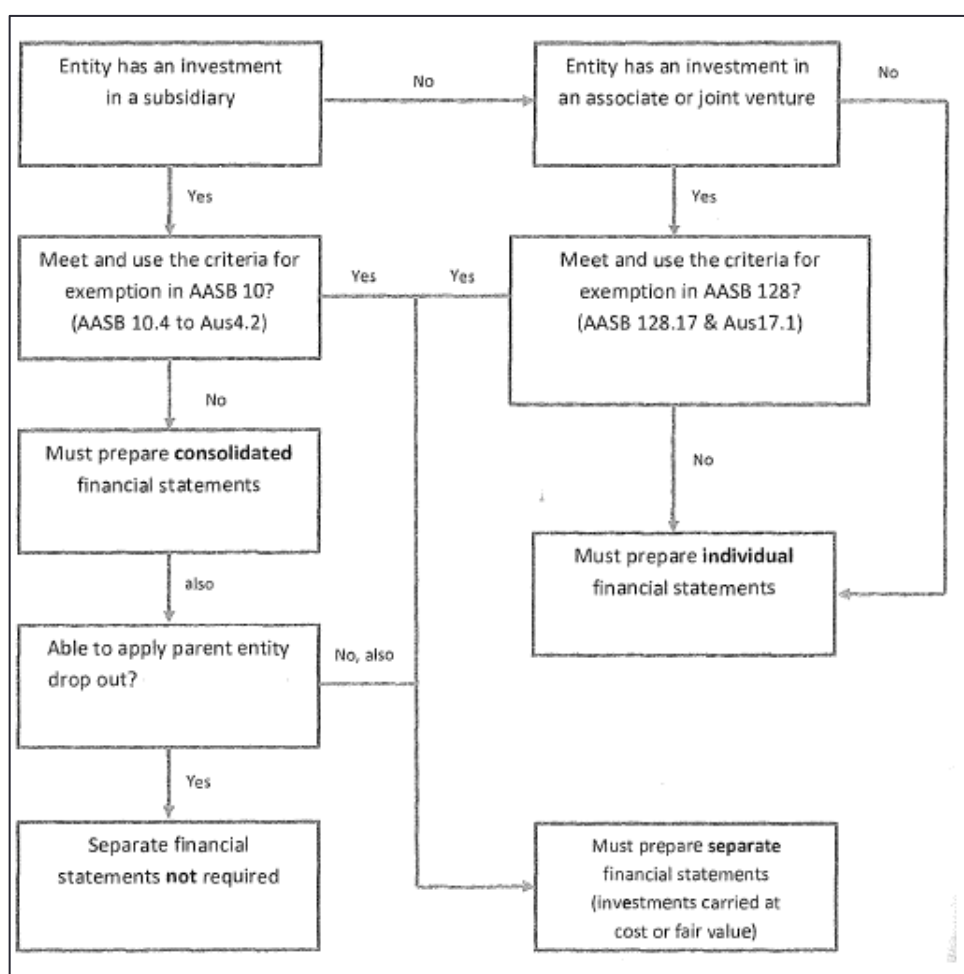 Entity has an investment
in a subsidiary
No
Entity has an investment in
an associate or joint venture
No
Yes
Yes
Meet and use the criteria for
exemption in AASB 10?
(AASB 10.4 to Aus4.2)
Yes
Yes
Meet and use the criteria for
exemption in AASB 128?
(AASB 128.17 & Aus17.1)
No
Must prepare consolidated
financial statements
No
Must prepare individual
financial statements
also
Able to apply parent entity
drop out?
No, also
Yes
Separate financial
statements not required
Must prepare separate
financial statements
(investments carried at
cost or fair value)